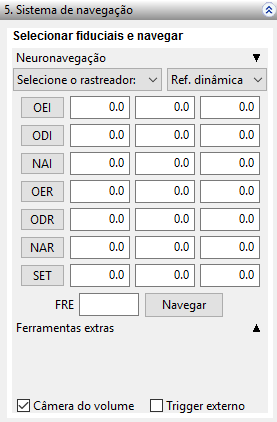 5. Sistema de navegação
Selecionar fiduciais e navegar
Neuronavegação
Selecione o rastreador: Ref. dinâmica
OEI 0.0 0.0 0.0
ODI 0.0 0.0 0.0
NAI 0.0 0.0 0.0
OER 0.0 0.0 0.0
ODR 0.0 0.0 0.0
NAR 0.0 0.0 0.0
SET 0.0 0.0 0.0
FRE Navegar
Ferramentas extras
Câmera do volume Trigger externo